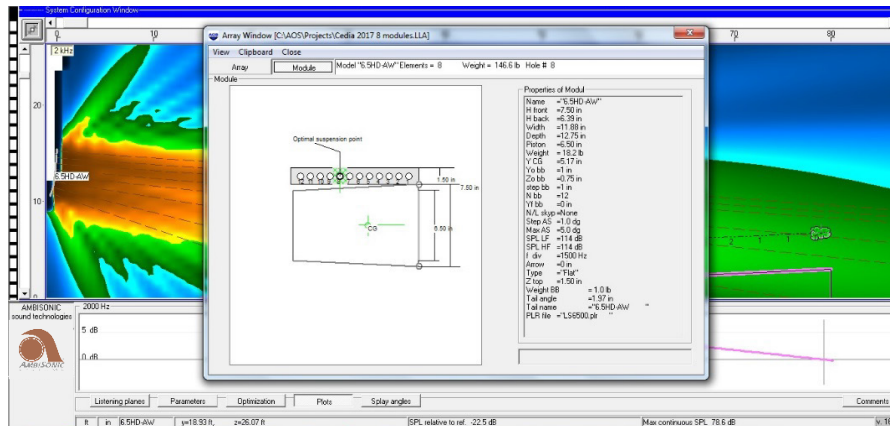 System Configuration Window
Array Window [C:\AOS\Projects\Cedia 2017 8 modules.LLA]
View Clipboard Close
Array Module Model "6.5HD-AW" Elements = 8 Weight = 146.6 lb Hole # 8
0 10 70 80
2 kHz
20
10
0
6.5HD-AW
Module
Optimal suspension point
1.50 in
7.80 in
6.50 in
CG
Properties of Modul
Name ="6.5HD-AW"
H front =7.50 in
H back =6.39 in
Width =11.88 in
Depth =12.75 in
Piston =6.50 in
Weight = 18.2 lb
Y CG =5.17 in
Yo bb =1 in
Zo bb =0.75 in
step bb =1 in
N bb =12
Yf bb =0 in
N/L skyp=None
Step AS =1.0 dg
Max AS =5.0 dg
SPL LF =114 dB
SPL HF =114 dB
f div =1500 Hz
Arrow =0 in
Type ="Flat"
Z top =1.50 in
Weight BB = 1.0 lb
Tail angle =1.97 in
Tail name ="6.5HD-AW "
PLR file ="LS6500.plr "
2 1 1
AMBISONIC
sound technologies
AMBISONIC
2000 Hz
5 dB
0 dB
Listening planes Parameters Optimization Plots Splay angles Comments
ft in 6.5HD-AW y=18.93 ft, z=26.07 ft SPL relative to ref. -22.5 dB Max continuous SPL 78.6 dB